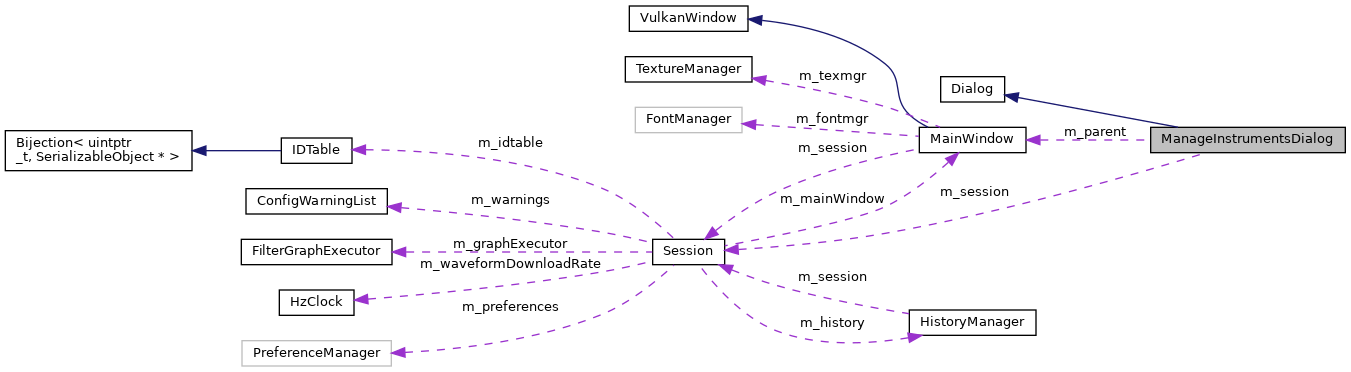 VulkanWindow
TextureManager
m_texmgr
Dialog
FontManager
m_fontmgr
MainWindow
m_parent
ManageInstrumentsDialog
Bijection< uintptr
_t, SerializableObject * >
IDTable
m_idtable
m_session
ConfigWarningList
m_warnings
m_mainWindow
m_session
FilterGraphExecutor
m_graphExecutor
Session
m_waveformDownloadRate
m_session
HzClock
m_preferences
m_history
HistoryManager
PreferenceManager